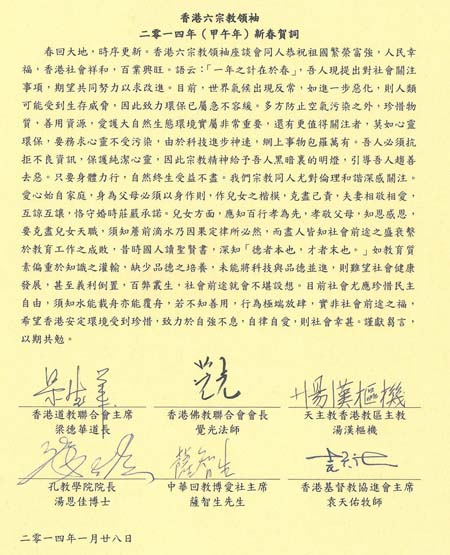 香港六宗教領袖
二零一四年（甲午年）新春賀詞
春回大地，時序更新。香港六宗教領袖座談會同人恭祝祖國繁榮富強，人民幸
福，香港社會祥和，百業興旺。語云：「一年之計在於春」，吾人現提出對社會關注
事項，期望共同努力以求改進。目前，世界氣候出現反常，如進一步惡化，則人類
可能受到生存威脅，因此致力環保已屬急不容緩。多方防止空氣污染之外，珍惜物
質，善用資源，愛護大自然生態環境實屬非常重要，還有更值得關注者，莫如心靈
環保，要務求心靈不受污染，由於科技進步神速，網上事物包羅萬有。吾人必須抗
拒不良資訊，保護純潔心靈，因此宗教精神給予吾人黑暗裏的明燈，引導吾人趨善
去惡。只要身體力行，自然終生受益不盡。我們宗教同人尤對倫理和諧深感關注。
愛心始自家庭，身為父母必須以身作則，作兒女之楷模，克盡己責，夫妻相敬相愛，
互諒互讓，恪守婚時莊嚴承諾。兒女方面，應知百行孝為先，孝敬父母，知恩感恩，
要克盡兒女天職，須知簷前滴水乃因果定律所必然，而盡人皆知社會前途之盛衰繫
於教育工作之成敗，昔時國人讀聖賢書，深知「德者本也，才者末也。」如教育質
素偏重於知識之灌輸，缺少品德之培養，未能將科技與品德並進，則難望社會健康
發展，甚至義利倒置，百弊叢生，社會前途就會不堪設想。目前社會尤應珍惜民主
自由，須知水能載舟亦能覆舟，若不知善用，行為極端放肆，實非社會前途之福，
希望香港安定環境受到珍惜，致力於自強不息，自律自愛，則社會幸甚。謹獻芻言，
以期共勉。
覺光
湯漢樞機
香港道教聯合會主席
梁德華道長
香港佛教聯合會會長
覺光法師
天主教香港教區主教
湯漢樞機
薩智生
孔教學院院長
湯恩佳博士
中華回教博愛社主席
薩智生先生
香港基督教協進會主席
袁天佑牧師
二零一四年一月廿八日